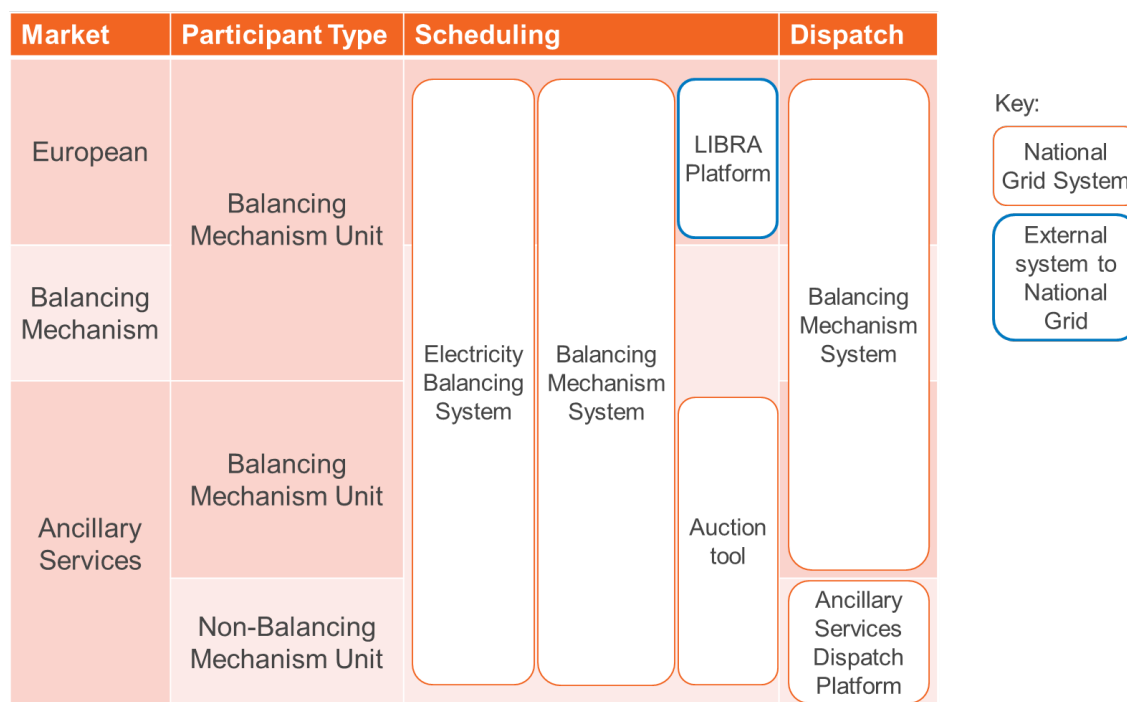 Market
Participant Type
Scheduling
Dispatch
European
Balancing
Mechanism Unit
LIBRA
Platform
Balancing
Mechanism
Electricity
Balancing
System
Balancing
Mechanism
System
Balancing
Mechanism
System
Ancillary
Services
Balancing
Mechanism Unit
Auction
tool
Non-Balancing
Mechanism Unit
Ancillary
Services
Dispatch
Platform
Key:
National
Grid System
External
system to
National
Grid